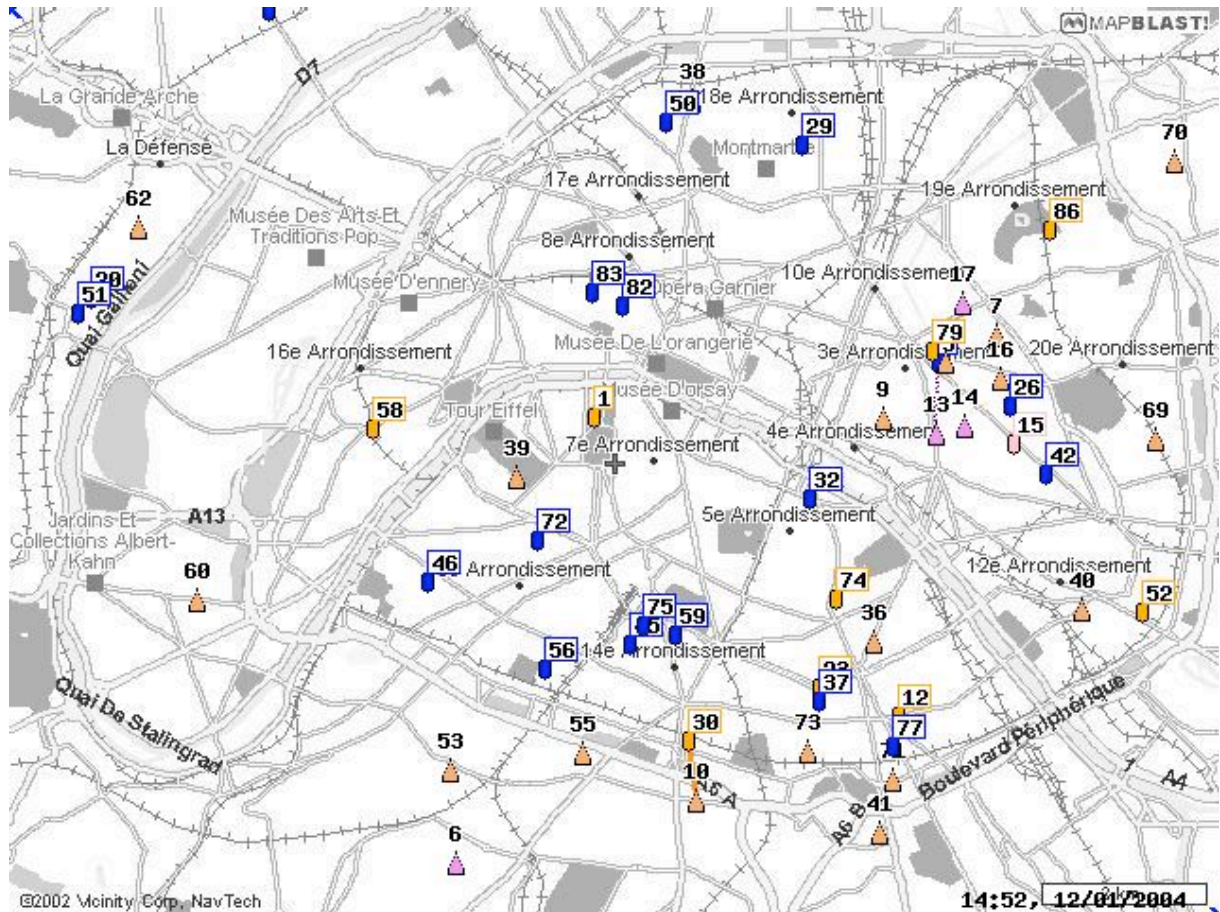 MAPBLAST!
D7
38
La Grande Arche
50
18e Arrondissement
29
La Défense
70
Montmartre
62
17e Arrondissement
19e Arrondissement
Musée Des Arts Et
Traditions Pop
86
8e Arrondissement
10e Arrondissement
17
Musée D'ennery
83
82
Opera Garnier
51
7
Quai Gallieni
79
Musée De L'orangerie
16e Arrondissement
3e Arrondissement
16
20e Arrondissement
Musée D'orsay
26
58
1
Tour Eiffel
9
13
14
15
69
39
7e Arrondissement
4e Arrondissement
42
32
A13
Jardins Et
Collections Albert-
Kahn
5e Arrondissement
72
46
Arrondissement
12e Arrondissement
60
74
40
52
75
59
36
56
14e Arrondissement
37
Quai De Stalingrad
12
30
55
73
77
53
10
Boulevard Périphérique
A4
41
A6 B
6
©2002 Vicinity Corp, NavTech
14:52, 12/01/2004